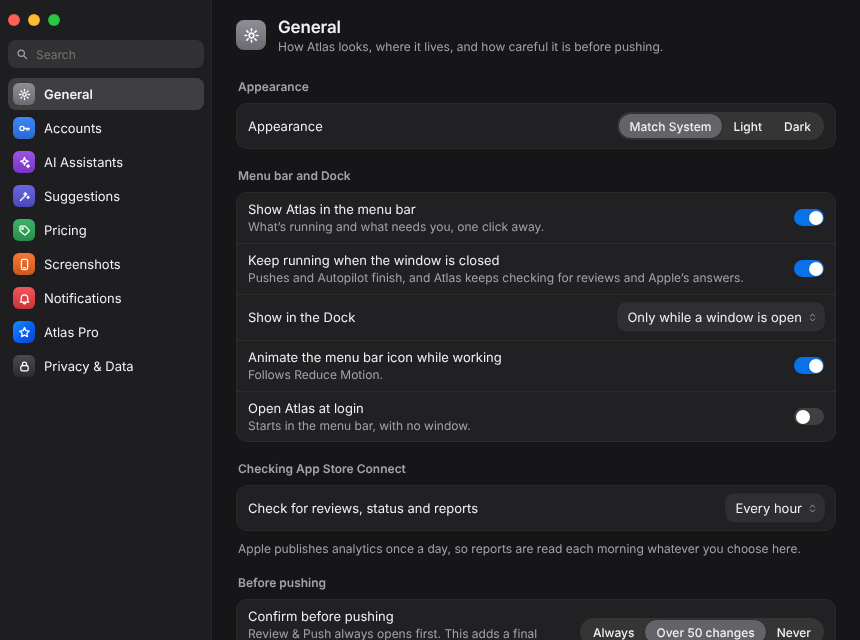 Search
General
Accounts
AI Assistants
Suggestions
Pricing
Screenshots
Notifications
Atlas Pro
Privacy & Data
General
How Atlas looks, where it lives, and how careful it is before pushing.
Appearance
Appearance
Match System Light Dark
Menu bar and Dock
Show Atlas in the menu bar
What's running and what needs you, one click away.
Keep running when the window is closed
Pushes and Autopilot finish, and Atlas keeps checking for reviews and Apple's answers.
Show in the Dock
Only while a window is open
Animate the menu bar icon while working
Follows Reduce Motion.
Open Atlas at login
Starts in the menu bar, with no window.
Checking App Store Connect
Check for reviews, status and reports
Every hour
Apple publishes analytics once a day, so reports are read each morning whatever you choose here.
Before pushing
Confirm before pushing
Review & Push always opens first. This adds a final
Always Over 50 changes Never